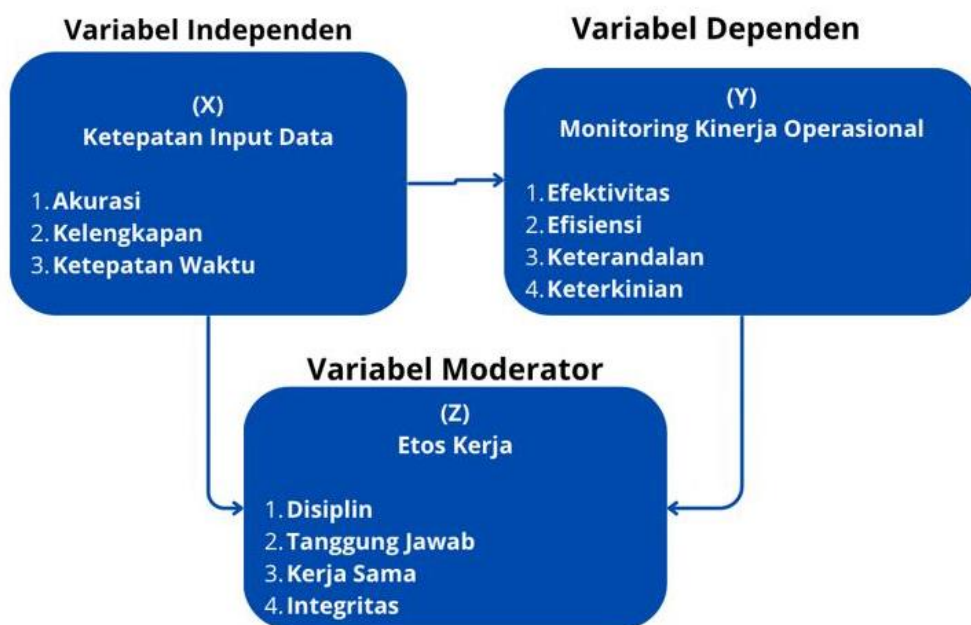 Variabel Independen
(X)
Ketepatan Input Data
1. Akurasi
2. Kelengkapan
3. Ketepatan Waktu
Variabel Dependen
(Y)
Monitoring Kinerja Operasional
1. Efektivitas
2. Efisiensi
3. Keterandalan
4. Keterkinian
Variabel Moderator
(Z)
Etos Kerja
1. Disiplin
2. Tanggung Jawab
3. Kerja Sama
4. Integritas